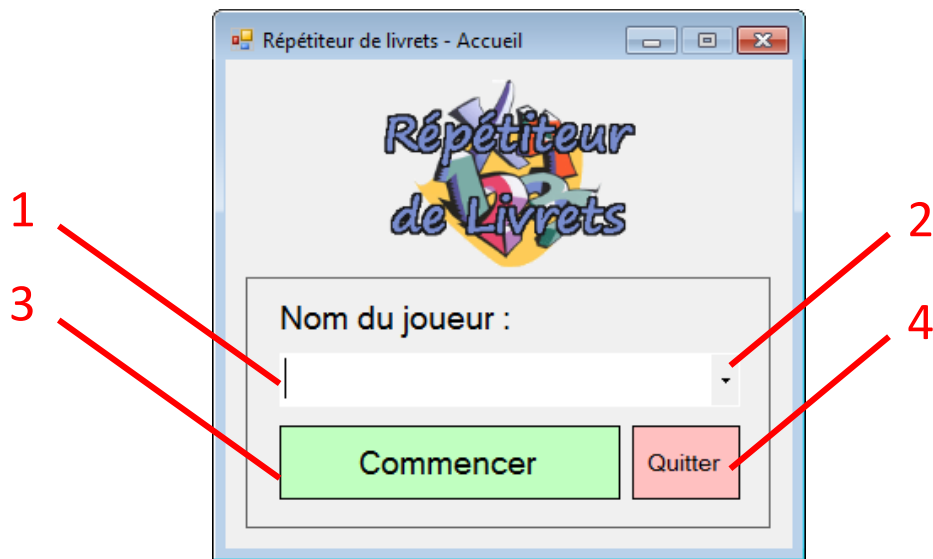 Répétiteur de livrets - Accueil
Répétiteur
de Livrets
1
2
3
4
Nom du joueur :
Commencer
Quitter